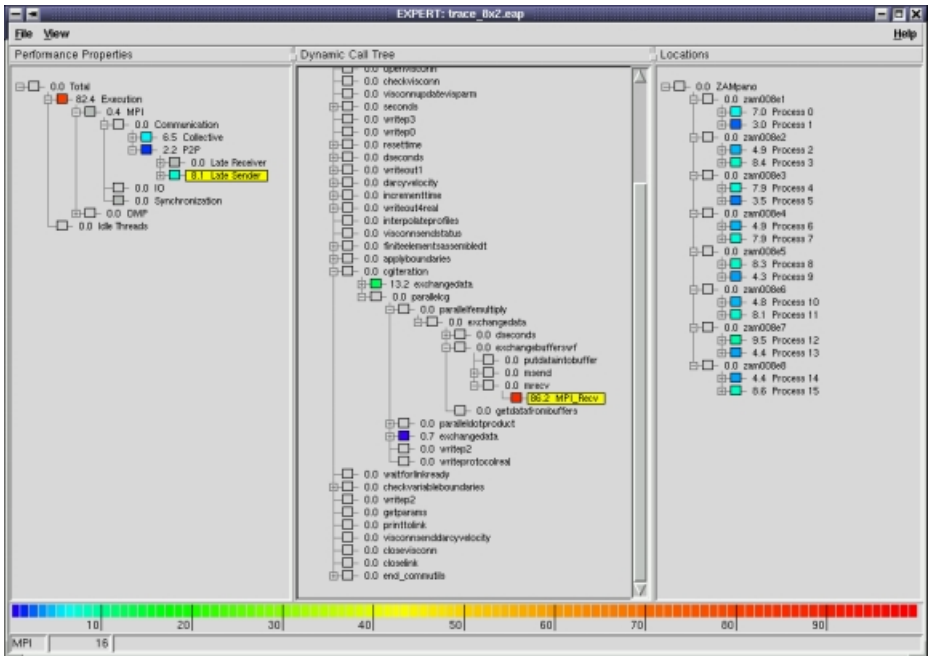 EXPERT: trace_8x2.eap
File View Help
Performance Properties
0.0 Total
82.4 Execution
0.4 MPI
0.0 Communication
6.5 Collective
2.2 P2P
0.0 Late Receiver
8.1 Late Sender
0.0 IO
0.0 Synchronization
0.0 OMP
0.0 Idle Threads
Dynamic Call Tree
0.0 openvisconn
0.0 checkvisconn
0.0 visconnupdatevisparm
0.0 seconds
0.0 writep3
0.0 writep0
0.0 resettime
0.0 dseconds
0.0 writeout1
0.0 darcyvelocity
0.0 incrementtime
0.0 writeout4real
0.0 interpolateprofiles
0.0 visconnsendstatus
0.0 finiteelementsassembledt
0.0 applyboundaries
0.0 cgiteration
13.2 exchangedata
0.0 parallelcg
0.0 parallelfemultiply
0.0 exchangedata
0.0 dseconds
0.0 exchangebufferswf
0.0 putdataintobuffer
0.0 msend
0.0 mrecv
86.2 MPI_Recv
0.0 getdatafrombuffers
0.0 paralleldotproduct
0.7 exchangedata
0.0 writep2
0.0 writeprotocolreal
0.0 waitforlinkready
0.0 checkvariableboundaries
0.0 writep2
0.0 getparams
0.0 printtolink
0.0 visconnsenddarcyvelocity
0.0 closevisconn
0.0 closelink
0.0 end_commutils
Locations
0.0 ZAMpano
0.0 zam008e1
7.0 Process 0
3.0 Process 1
0.0 zam008e2
4.9 Process 2
8.4 Process 3
0.0 zam008e3
7.9 Process 4
3.5 Process 5
0.0 zam008e4
4.9 Process 6
7.9 Process 7
0.0 zam008e5
8.3 Process 8
4.3 Process 9
0.0 zam008e6
4.8 Process 10
8.1 Process 11
0.0 zam008e7
9.5 Process 12
4.4 Process 13
0.0 zam008e8
4.4 Process 14
8.6 Process 15
10 20 30 40 50 60 70 80 90
MPI 16